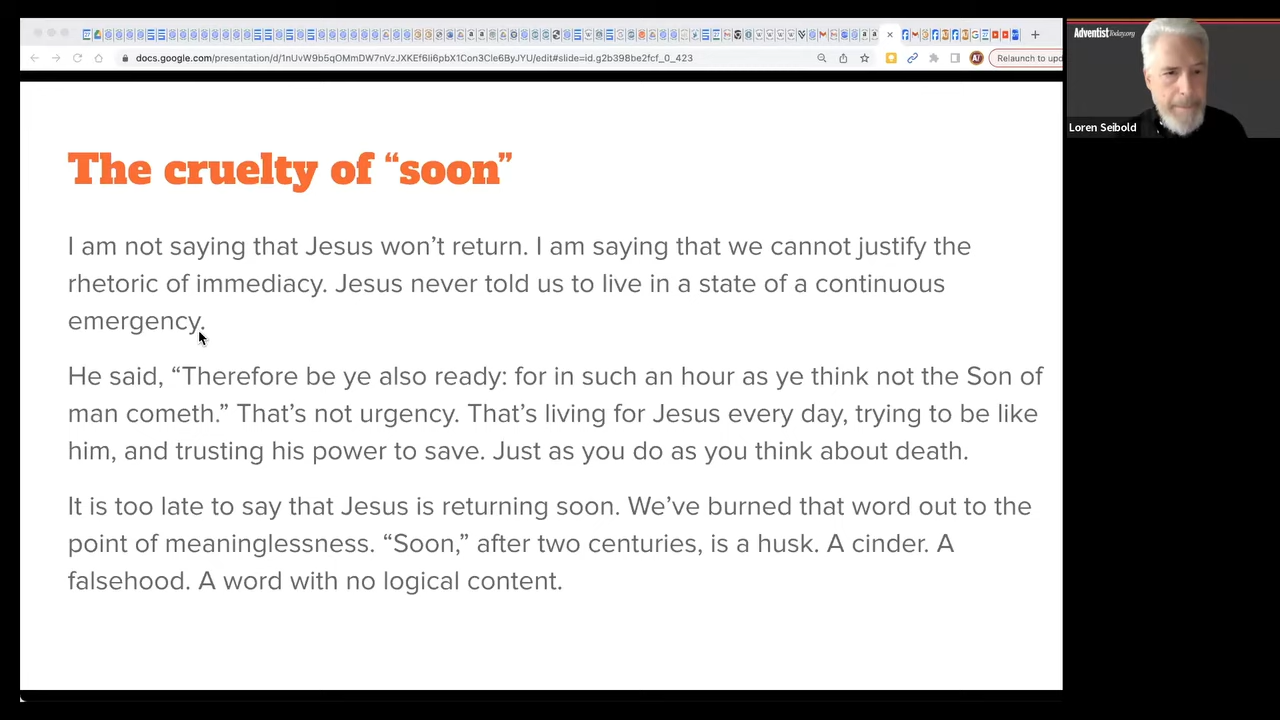 docs.google.com/presentation/d/1nUvW9b5qOMmDW7nVzJXKEf6Ii6pbX1Con3Cle6ByJYU/edit#slide=id.g2b398be2fcf_0_423
Relaunch to upd
AdventistToday.org
Loren Seibold
The cruelty of “soon”
I am not saying that Jesus won’t return. I am saying that we cannot justify the
rhetoric of immediacy. Jesus never told us to live in a state of a continuous
emergency.
He said, “Therefore be ye also ready: for in such an hour as ye think not the Son of
man cometh.” That’s not urgency. That’s living for Jesus every day, trying to be like
him, and trusting his power to save. Just as you do as you think about death.
It is too late to say that Jesus is returning soon. We’ve burned that word out to the
point of meaninglessness. “Soon,” after two centuries, is a husk. A cinder. A
falsehood. A word with no logical content.